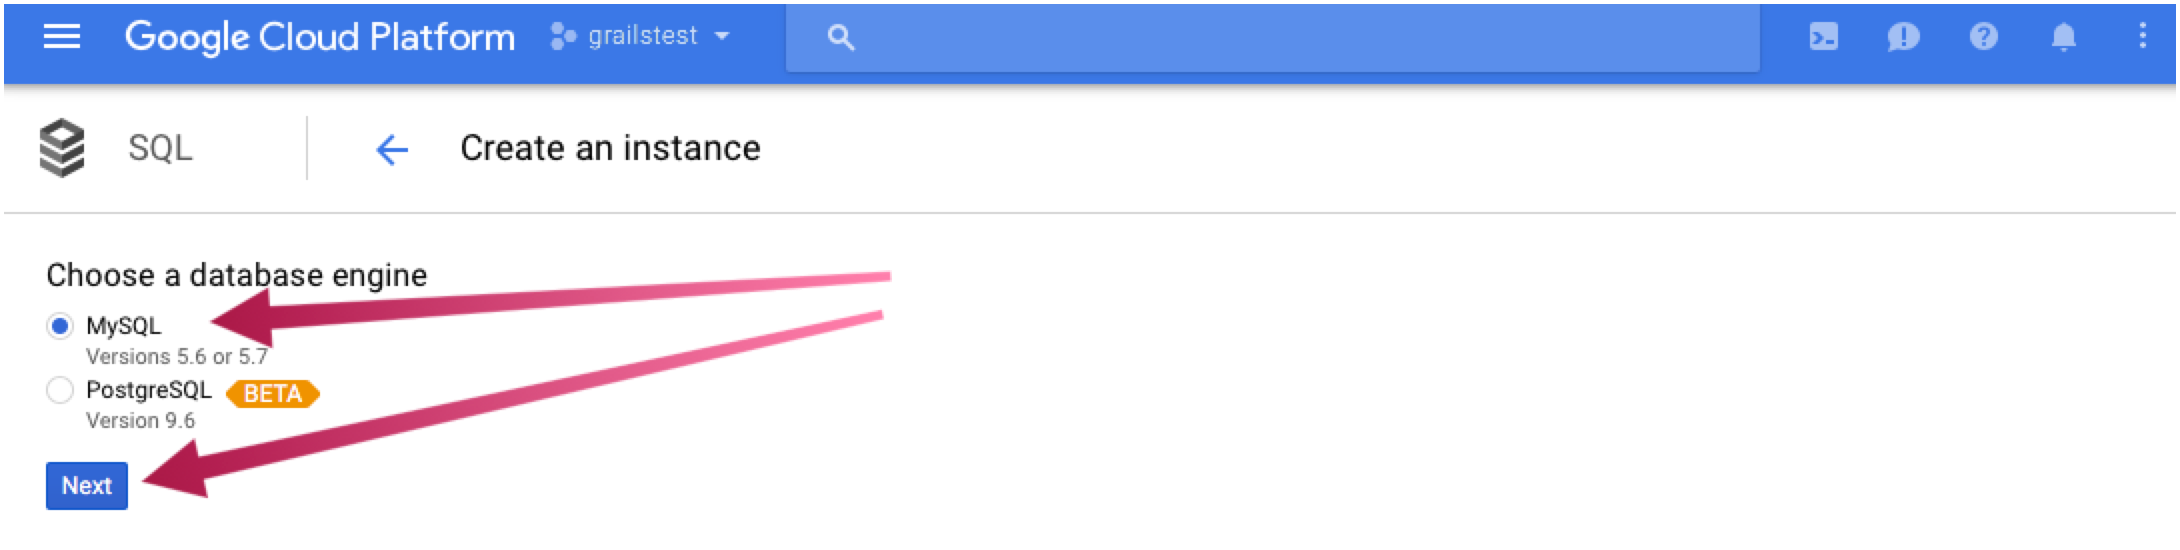 Google Cloud Platform grailstest
SQL Create an instance
Choose a database engine
MySQL
Versions 5.6 or 5.7
PostgreSQL BETA
Version 9.6
Next